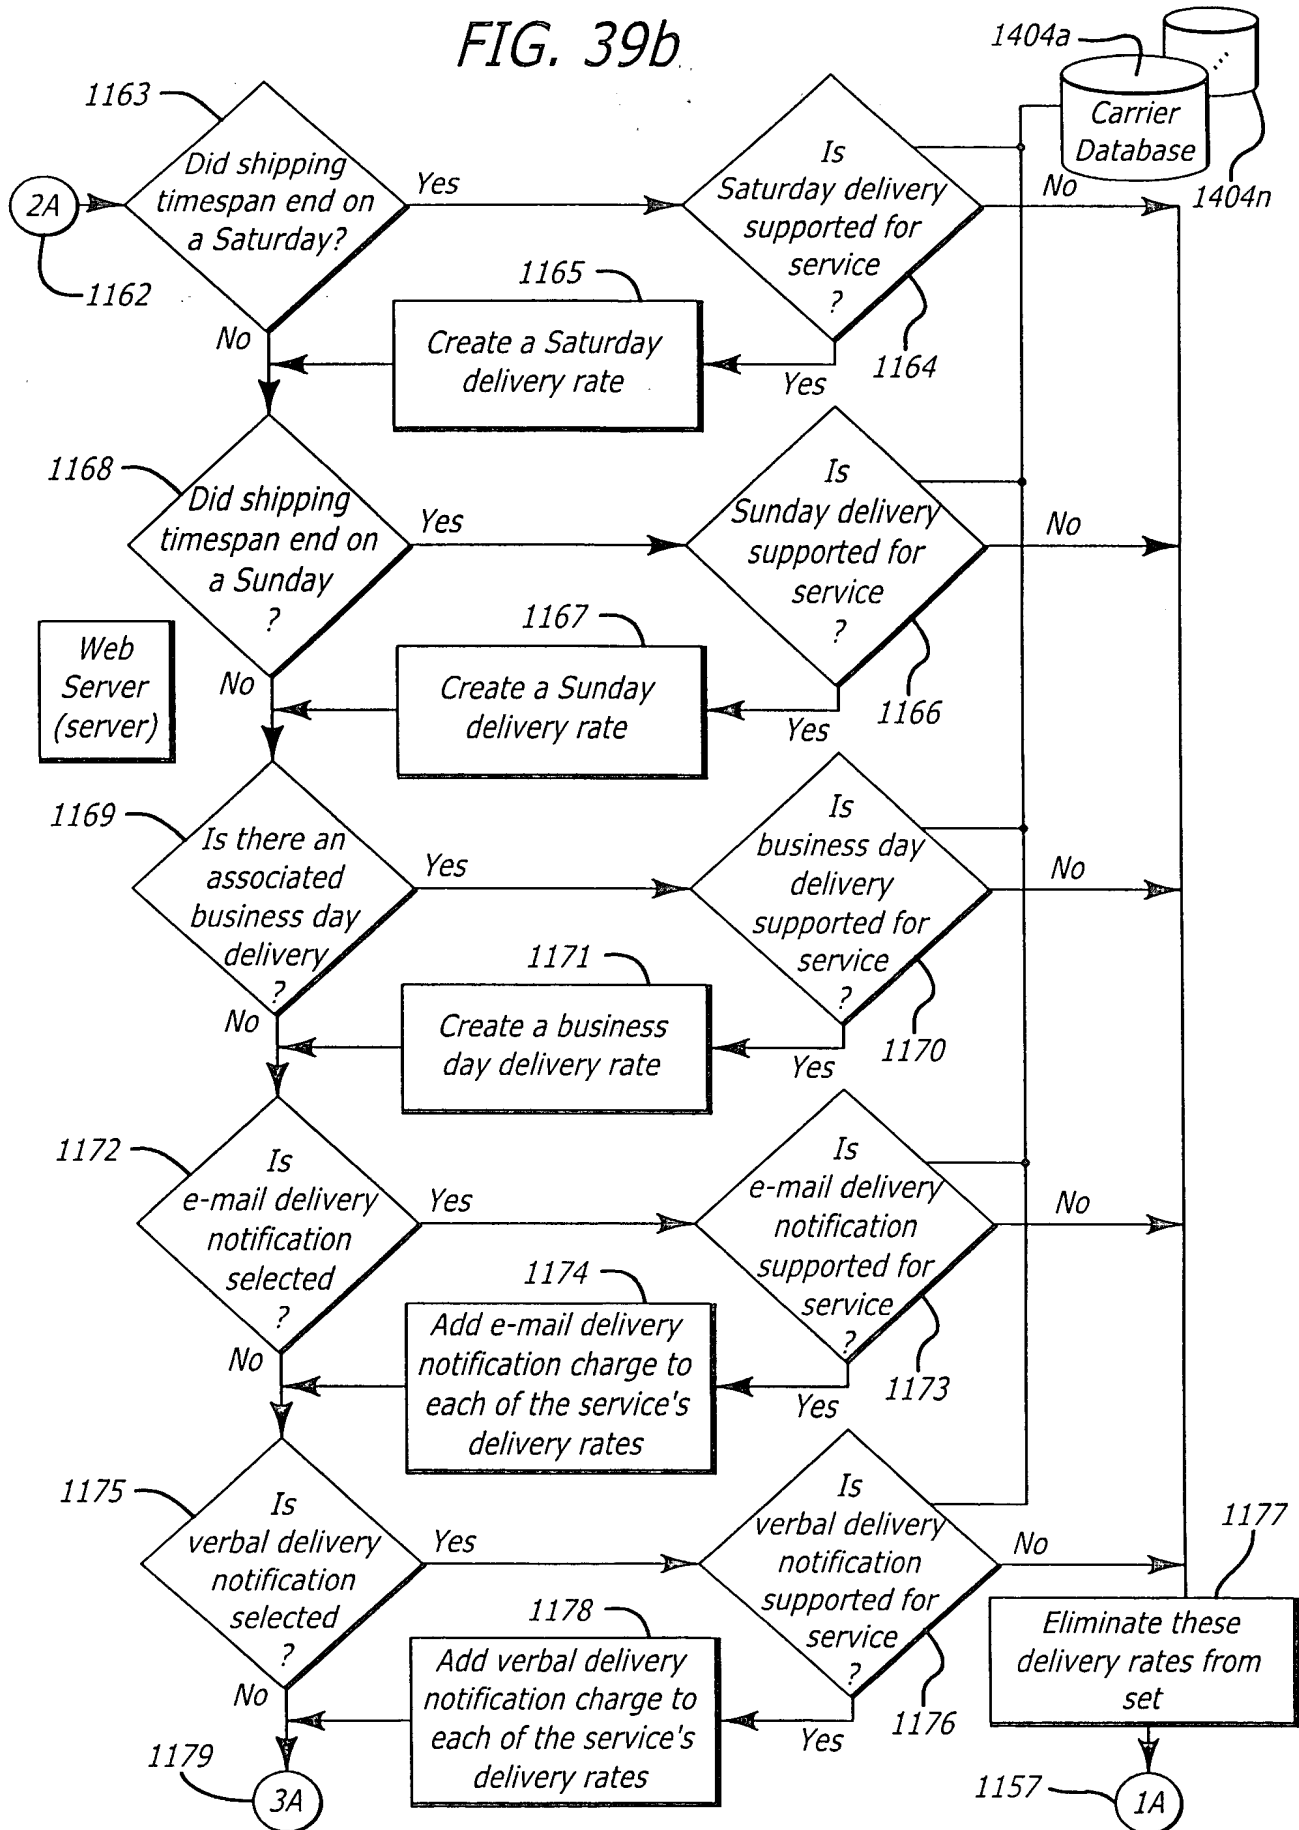 FIG. 39b
1404a
Carrier
Database
1404n
1163
Did shipping
timespan end on
a Saturday?
2A
1162
Yes
Is
Saturday delivery
supported for
service
?
No
1164
1165
Create a Saturday
delivery rate
Yes
No
1168
Did shipping
timespan end on
a Sunday
?
Yes
Is
Sunday delivery
supported for
service
?
No
1166
1167
Create a Sunday
delivery rate
Yes
No
Web
Server
(server)
1169
Is there an
associated
business day
delivery
?
Yes
Is
business day
delivery
supported for
service
?
No
1170
1171
Create a business
day delivery rate
Yes
No
1172
Is
e-mail delivery
notification
selected
?
Yes
Is
e-mail delivery
notification
supported for
service
?
No
1173
1174
Add e-mail delivery
notification charge to
each of the service's
delivery rates
Yes
No
1175
Is
verbal delivery
notification
selected
?
Yes
Is
verbal delivery
notification
supported for
service
?
No
1176
1177
Eliminate these
delivery rates from
set
1178
Add verbal delivery
notification charge to
each of the service's
delivery rates
Yes
No
1179
3A
1157
1A